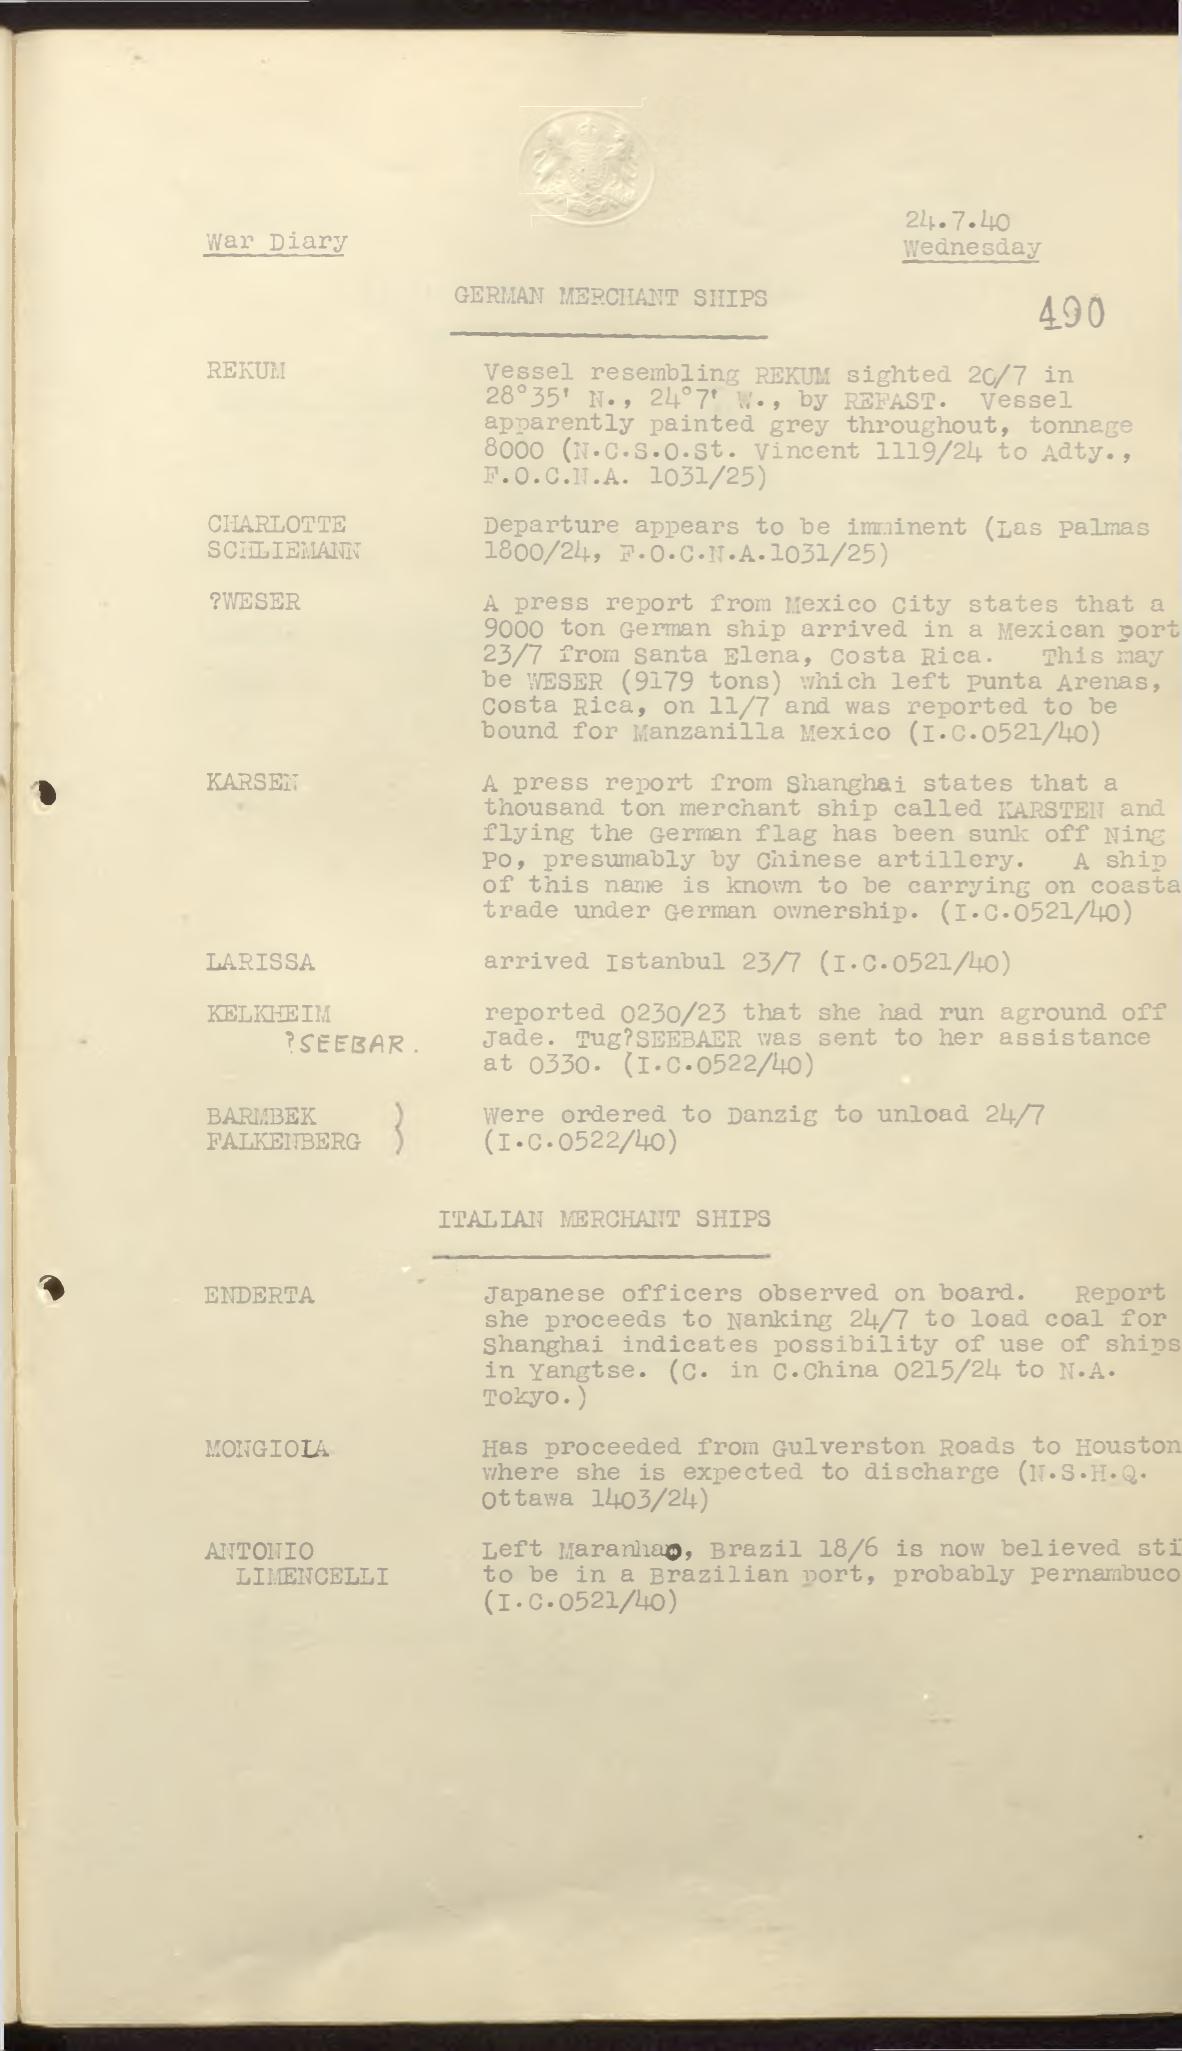 24.7.40
War Diary
Wednesday
GERMAN MERCHANT SHIPS
490
REKUM Vessel resembling REKUM sighted 20/7 in
28°35' N., 24°7' W., by REPAST. Vessel
apparently painted grey throughout, tonnage
8000 (N.C.S.O.St. Vincent 1119/24 to Adty.,
F.O.C.N.A. 1031/25)
CHARLOTTE Departure appears to be imminent (Las Palmas
SCHLIEMANN 1800/24, F.O.C.N.A.1031/25)
?WESER A press report from Mexico City states that a
9000 ton German ship arrived in a Mexican port
23/7 from Santa Elena, Costa Rica. This may
be WESER (9179 tons) which left Punta Arenas,
Costa Rica, on 11/7 and was reported to be
bound for Manzanilla Mexico (I.C.0521/40)
KARSEN A press report from Shanghai states that a
thousand ton merchant ship called KARSTEN and
flying the German flag has been sunk off Ning
Po, presumably by Chinese artillery. A ship
of this name is known to be carrying on coasta
trade under German ownership. (I.C.0521/40)
LARISSA arrived Istanbul 23/7 (I.C.0521/40)
KELKHEIM reported 0230/23 that she had run aground off
?SEEBAR. Jade. Tug?SEEBAER was sent to her assistance
at 0330. (I.C.0522/40)
BARMBEK ) Were ordered to Danzig to unload 24/7
FALKENBERG ) (I.C.0522/40)
ITALIAN MERCHANT SHIPS
ENDERTA Japanese officers observed on board. Report
she proceeds to Nanking 24/7 to load coal for
Shanghai indicates possibility of use of ships
in Yangtse. (C. in C.China 0215/24 to N.A.
Tokyo.)
MONGIOIA Has proceeded from Gulverston Roads to Houston
where she is expected to discharge (N.S.H.Q.
Ottawa 1403/24)
ANTONIO Left Maranhao, Brazil 18/6 is now believed sti
LIMENCELLI to be in a Brazilian port, probably Pernambuco
(I.C.0521/40)